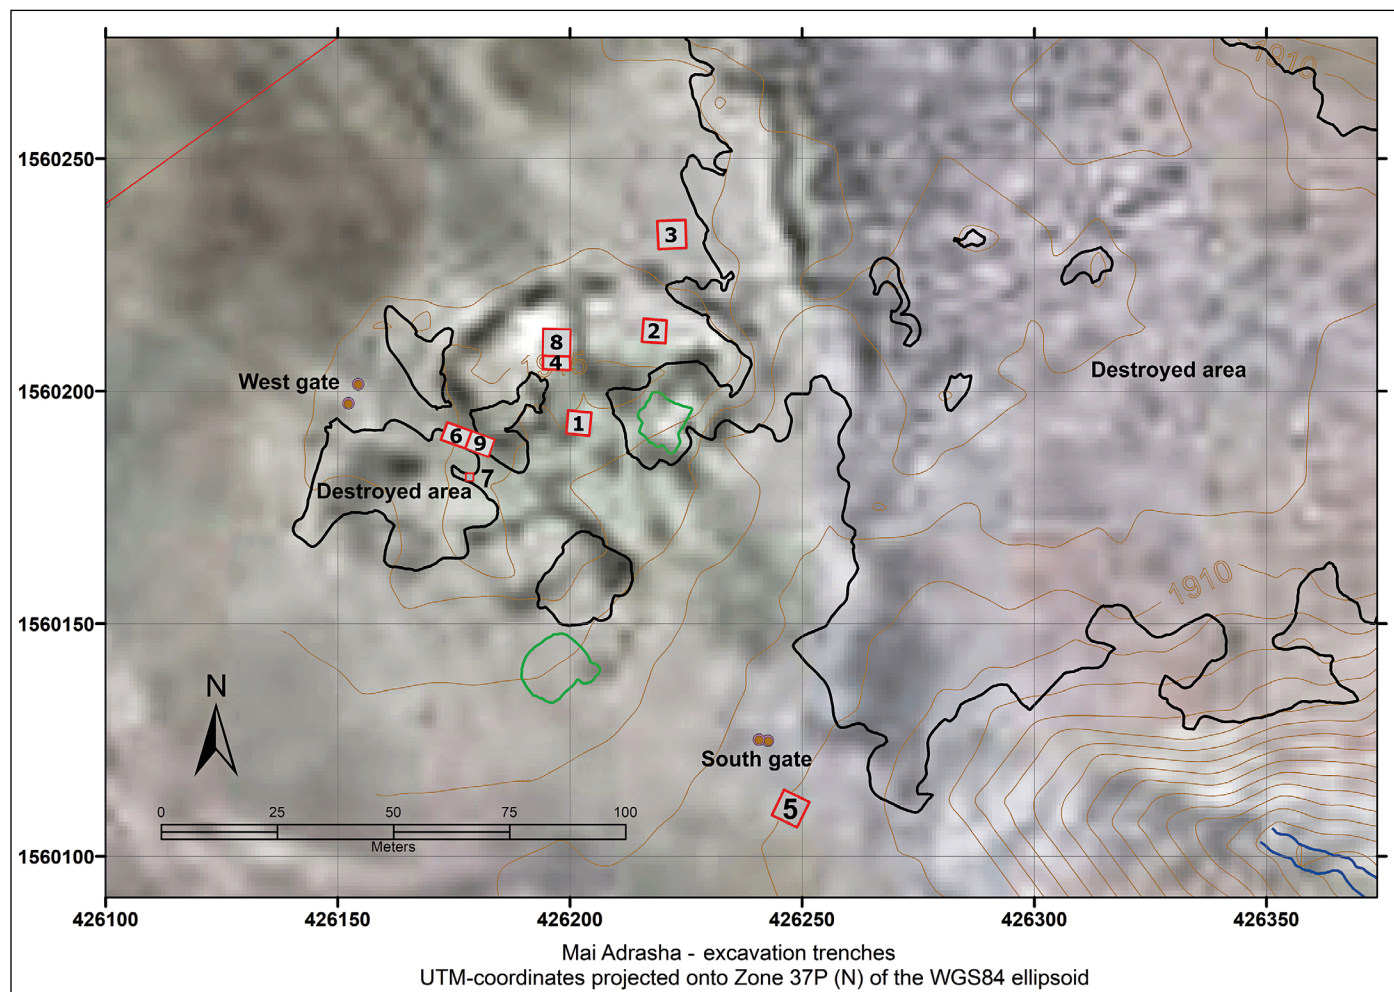 1910
1560250
3
2
8
4
1915
West gate
Destroyed area
1560200
1
6
9
7
Destroyed area
1910
1560150
N
South gate
5
0 25 50 75 100
Meters
1560100
426100 426150 426200 426250 426300 426350
Mai Adrasha - excavation trenches
UTM-coordinates projected onto Zone 37P (N) of the WGS84 ellipsoid